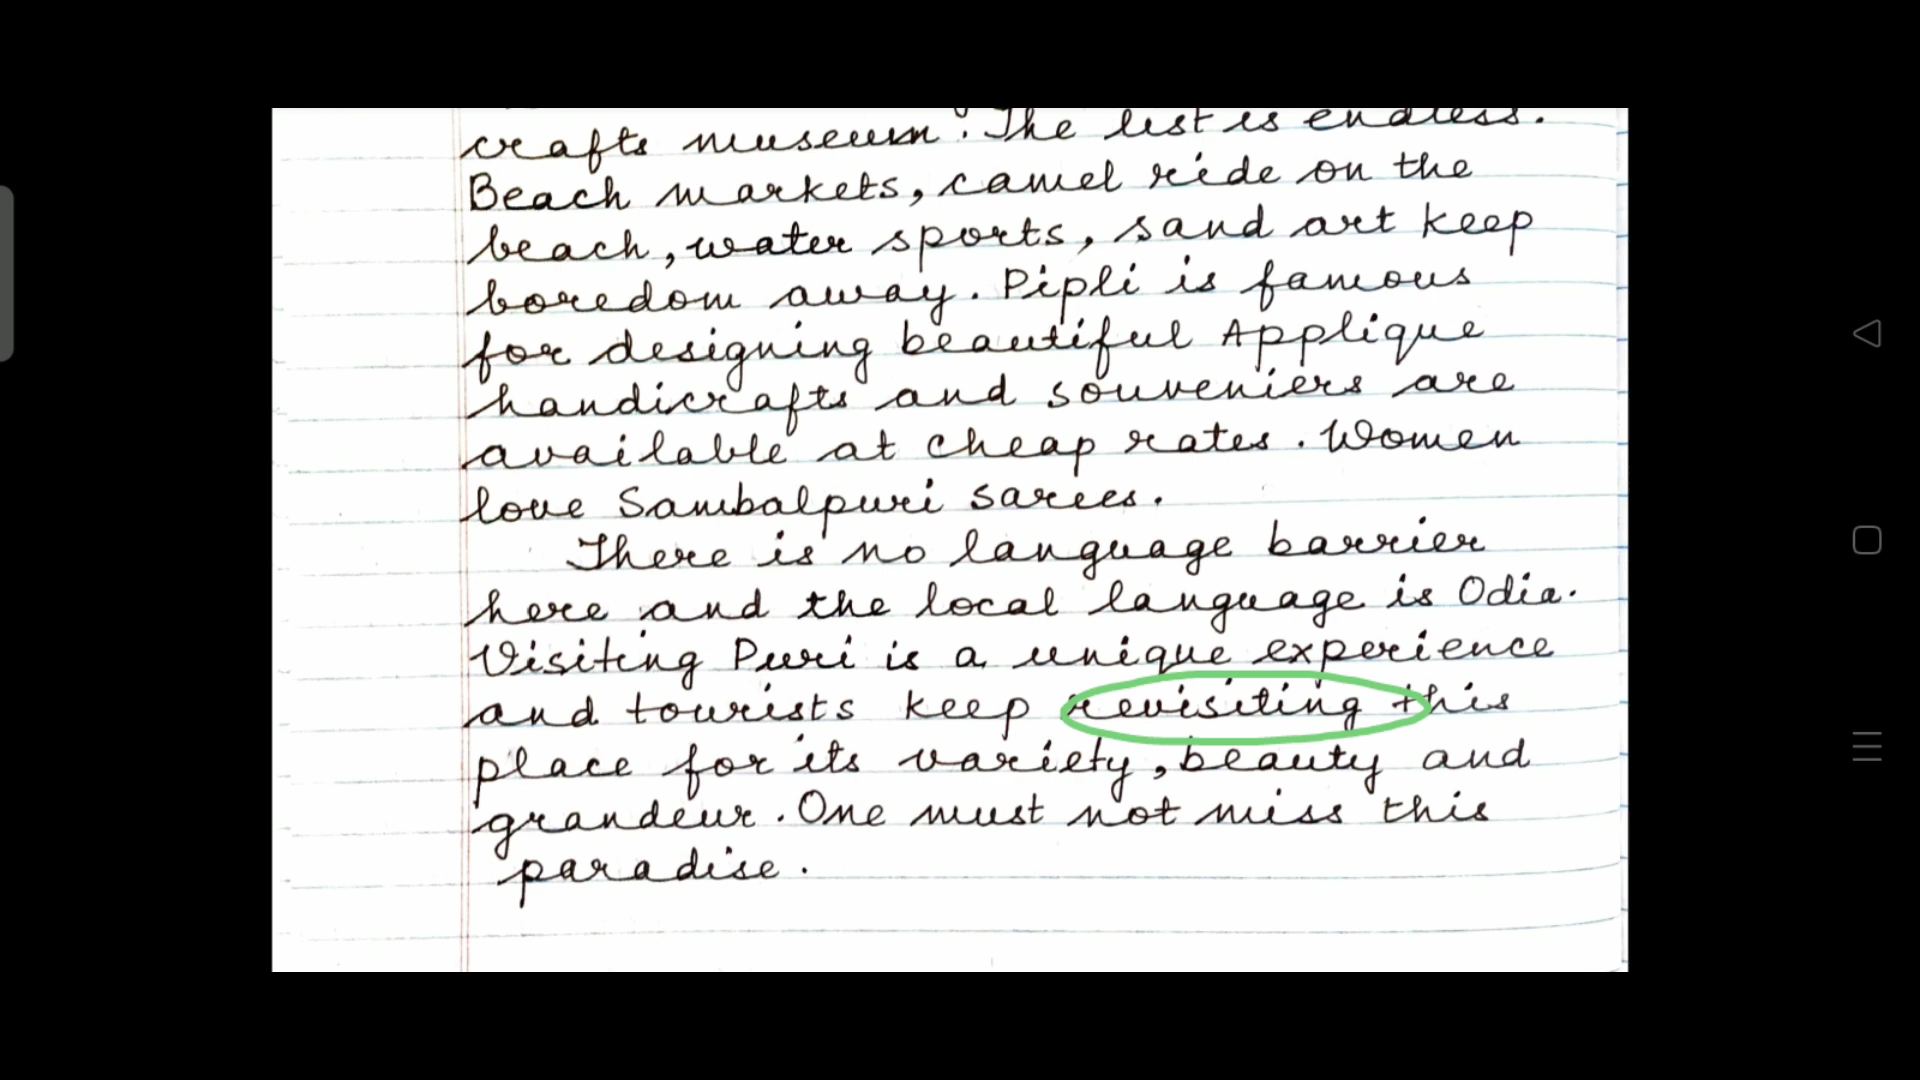 crafts museum. The list is endless.
Beach markets, camel ride on the
beach, water sports, sand art keep
boredom away. Pipli is famous
for designing beautiful Applique
handicrafts and souveniers are
available at cheap rates. Women
love Sambalpuri sarees.
There is no language barrier
here and the local language is Odia.
Visiting Puri is a unique experience
and tourists keep revisiting this
place for its variety, beauty and
grandeur. One must not miss this
paradise.